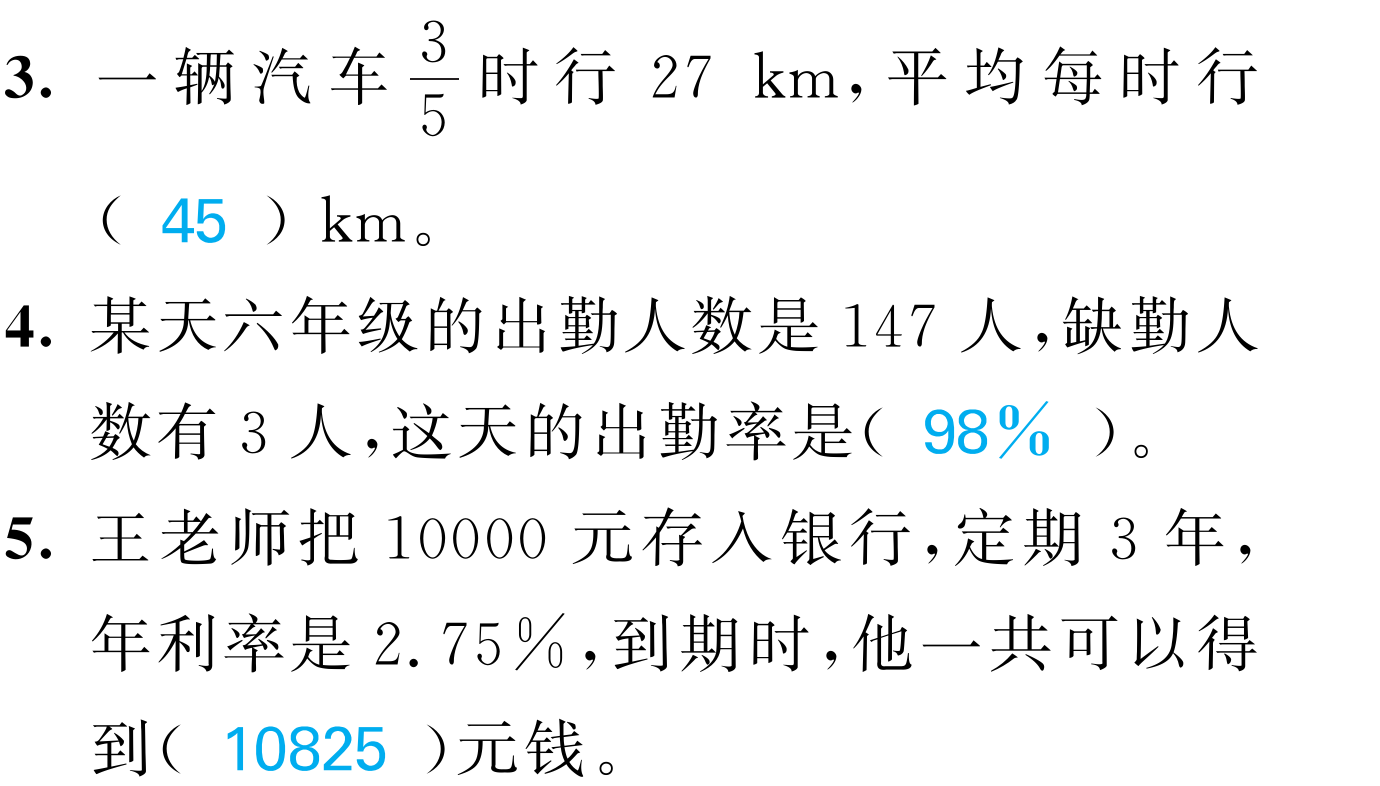 3. 一辆汽车3/5时行 27 km,平均每时行
( 45 ) km。
4. 某天六年级的出勤人数是 147 人,缺勤人
数有 3 人,这天的出勤率是( 98% )。
5. 王老师把 10000 元存入银行,定期 3 年,
年利率是 2.75%,到期时,他一共可以得
到( 10825 )元钱。